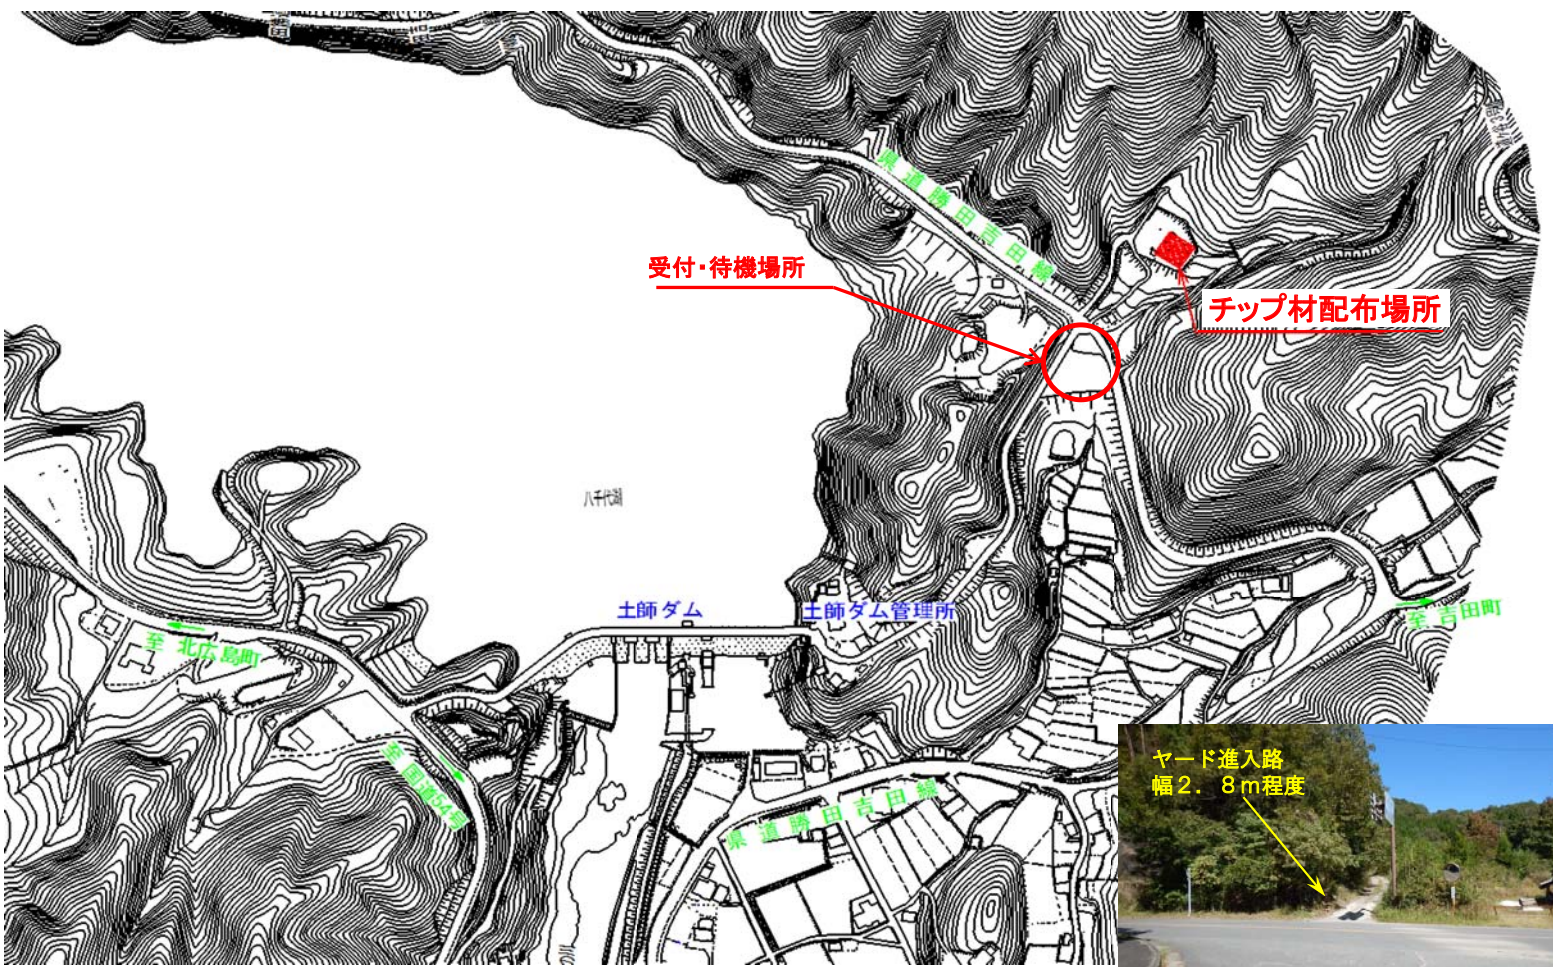 県道勝田吉田線
受付・待機場所
チップ材配布場所
八千代湖
土師ダム
土師ダム管理所
至 北広島町
至 吉田町
至 国道54号
県道勝田吉田線
ヤード進入路
幅2.8m程度